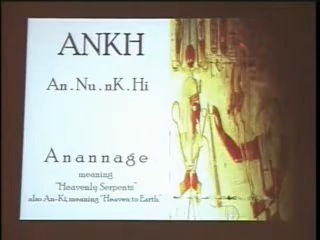 ANKH
An.Nu.nK.Hi
Anannage
meaning
"Heavenly Serpents"
also An-Ki, meaning "Heaven to Earth"